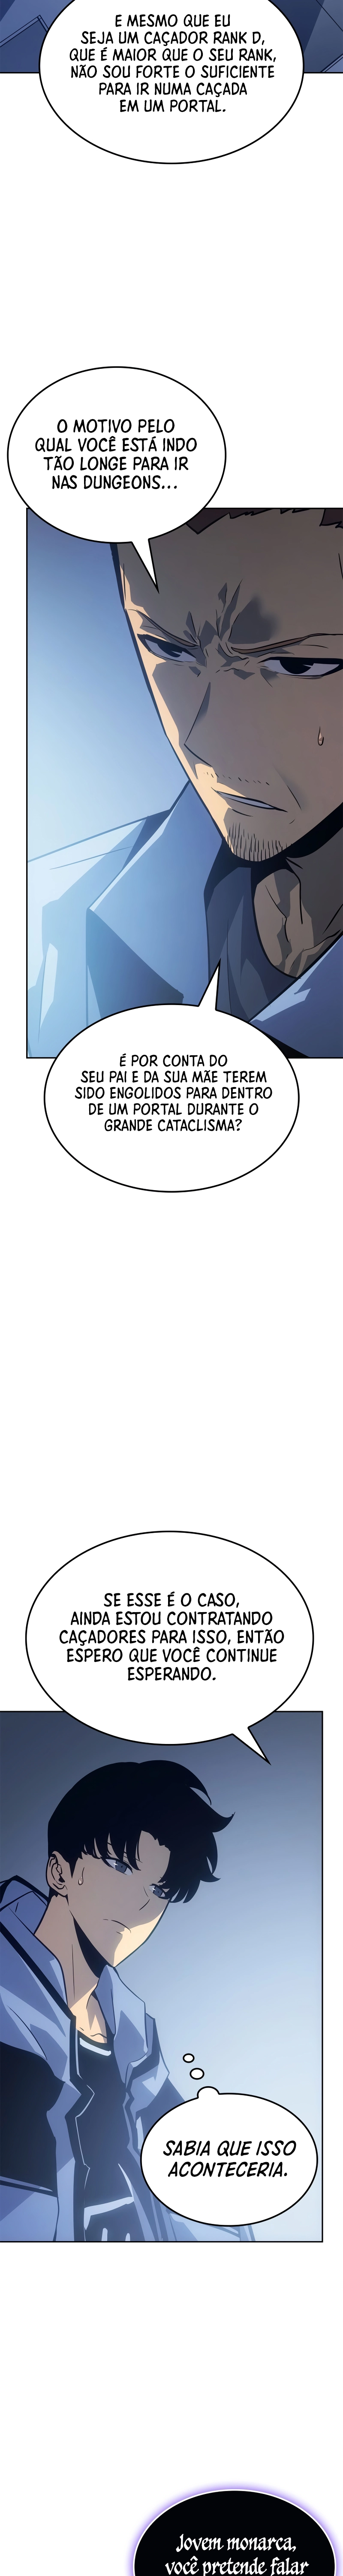 E MESMO QUE EU
SEJA UM CAÇADOR RANK D,
QUE É MAIOR QUE O SEU RANK,
NÃO SOU FORTE O SUFICIENTE
PARA IR NUMA CAÇADA
EM UM PORTAL.
O MOTIVO PELO
QUAL VOCÊ ESTÁ INDO
TÃO LONGE PARA IR
NAS DUNGEONS...
É POR CONTA DO
SEU PAI E DA SUA MÃE TEREM
SIDO ENGOLIDOS PARA DENTRO
DE UM PORTAL DURANTE O
GRANDE CATACLISMA?
SE ESSE É O CASO,
AINDA ESTOU CONTRATANDO
CAÇADORES PARA ISSO, ENTÃO
ESPERO QUE VOCÊ CONTINUE
ESPERANDO.
SABIA QUE ISSO
ACONTECERIA.
Jovem monarca,
você pretende falar